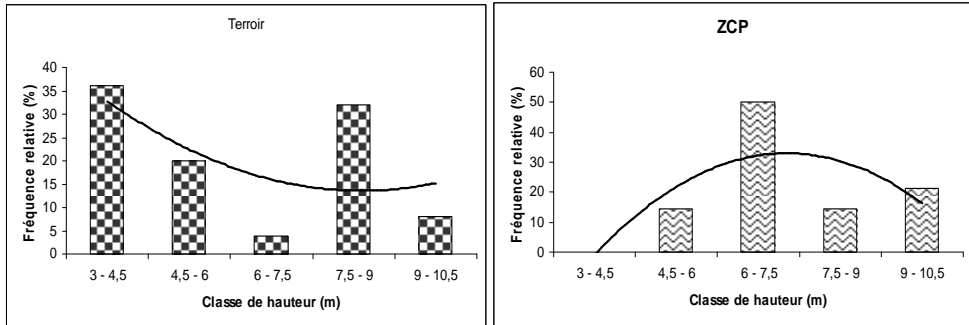 Terroir
Fréquence relative (%)
40
35
30
25
20
15
10
5
0
3 - 4,5 4,5 - 6 6 - 7,5 7,5 - 9 9 - 10,5
Classe de hauteur (m)
ZCP
Fréquence relative (%)
60
50
40
30
20
10
0
3 - 4,5 4,5 - 6 6 - 7,5 7,5 - 9 9 - 10,5
Classe de hauteur (m)